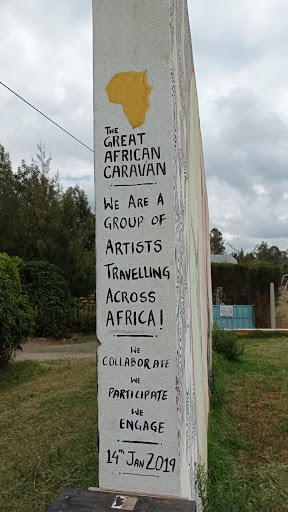 THE
GREAT
AFRICAN
CARAVAN
WE ARE A
GROUP OF
ARTISTS
TRAVELLING
ACROSS
AFRICA!
WE
COLLABORATE
WE
PARTICIPATE
WE
ENGAGE
14TH JAN 2019